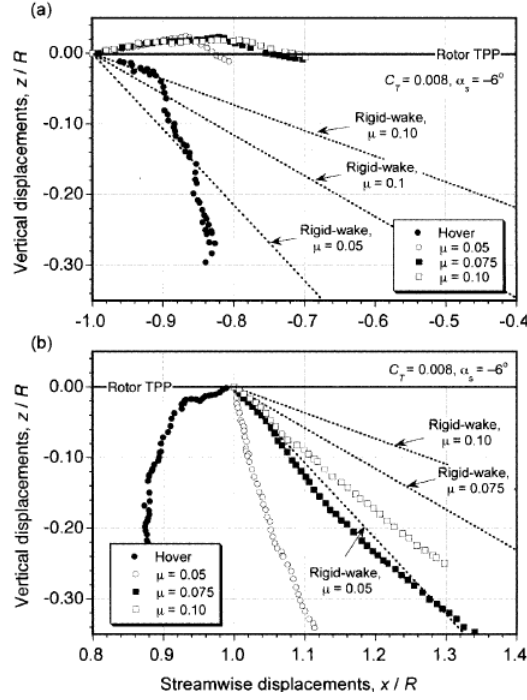 (a)
Vertical displacements, z / R
0.00
-0.10
-0.20
-0.30
Rotor TPP
C_T = 0.008, α_s = –6°
Rigid-wake,
μ = 0.10
Rigid-wake,
μ = 0.1
Rigid-wake,
μ = 0.05
Hover
μ = 0.05
μ = 0.075
μ = 0.10
-1.0 -0.9 -0.8 -0.7 -0.6 -0.5 -0.4
(b)
Vertical displacements, z / R
0.00
-0.10
-0.20
-0.30
Rotor TPP
C_T = 0.008, α_s = –6°
Rigid-wake,
μ = 0.10
Rigid-wake,
μ = 0.075
Rigid-wake,
μ = 0.05
Hover
μ = 0.05
μ = 0.075
μ = 0.10
0.8 0.9 1.0 1.1 1.2 1.3 1.4
Streamwise displacements, x / R